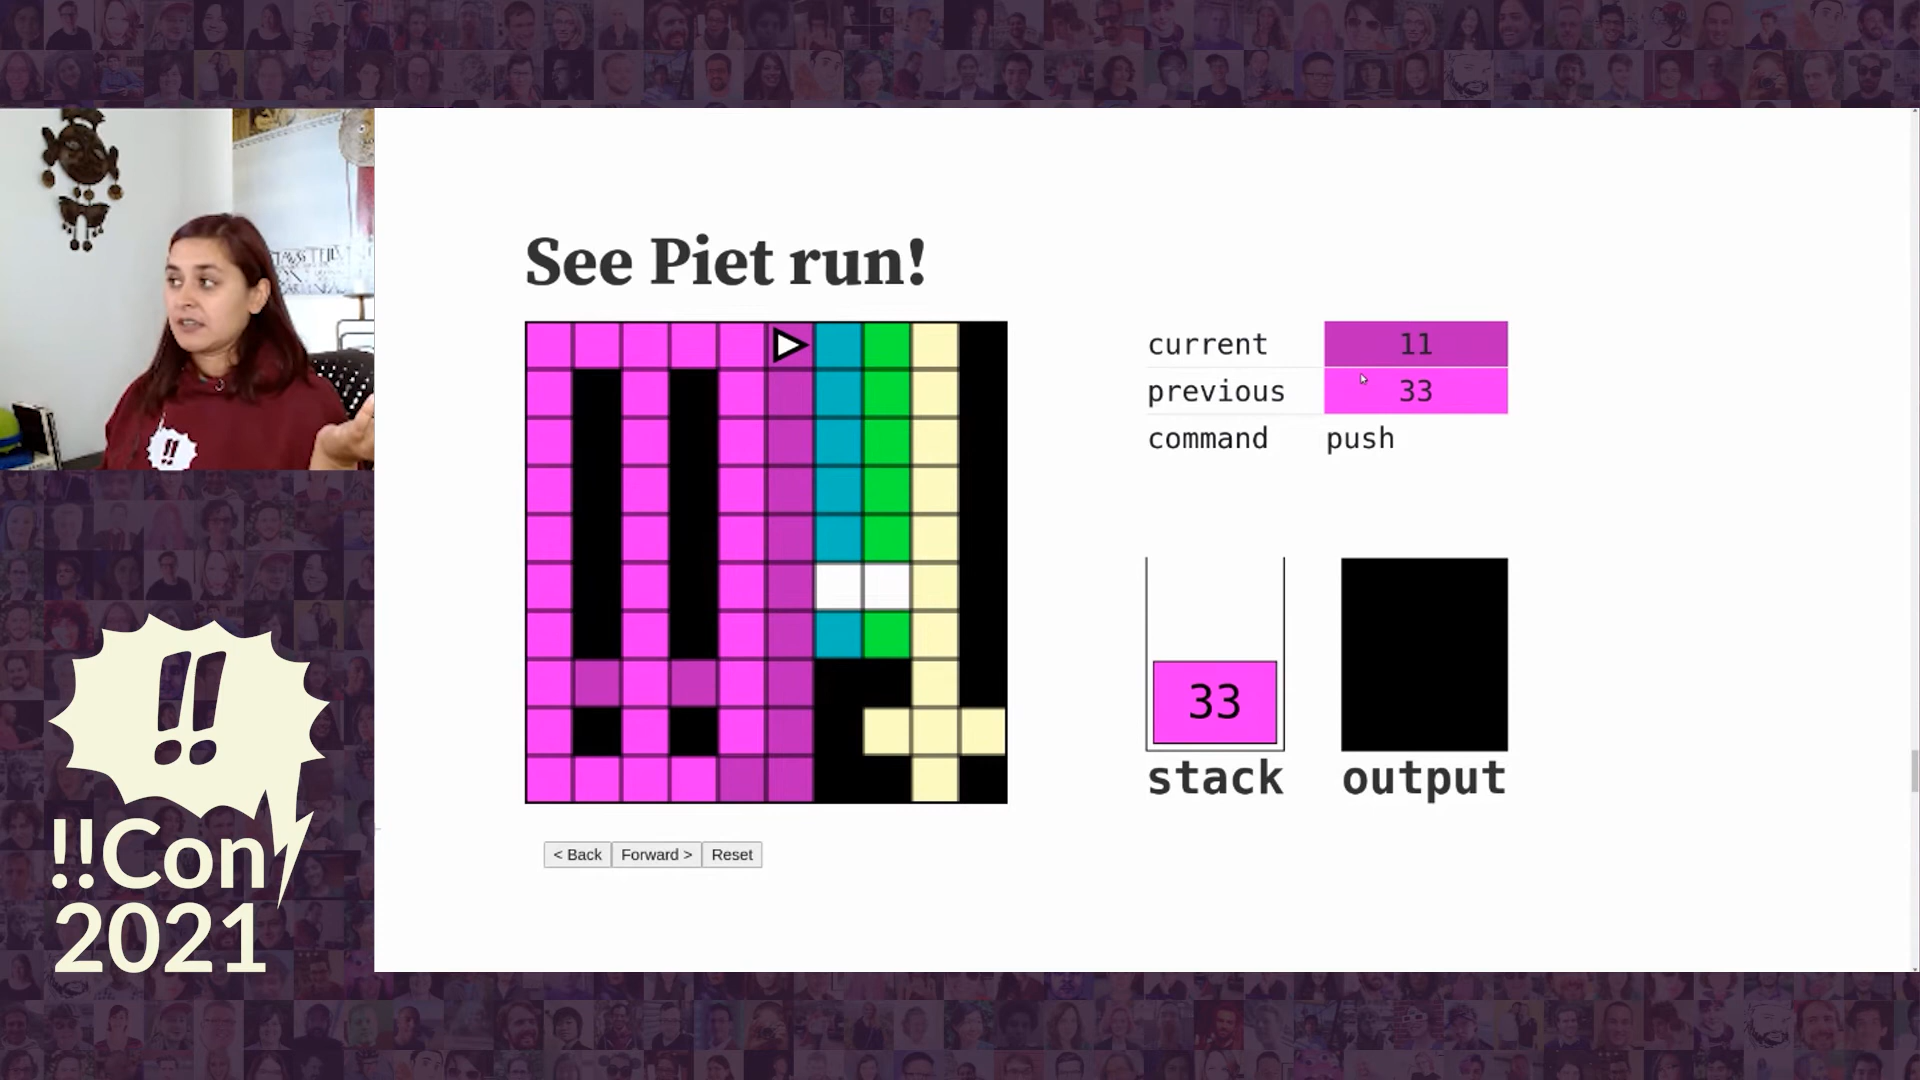 See Piet run!
current 11
previous 33
command push
33
stack output
< Back Forward > Reset
!!
!!
!!Con
2021